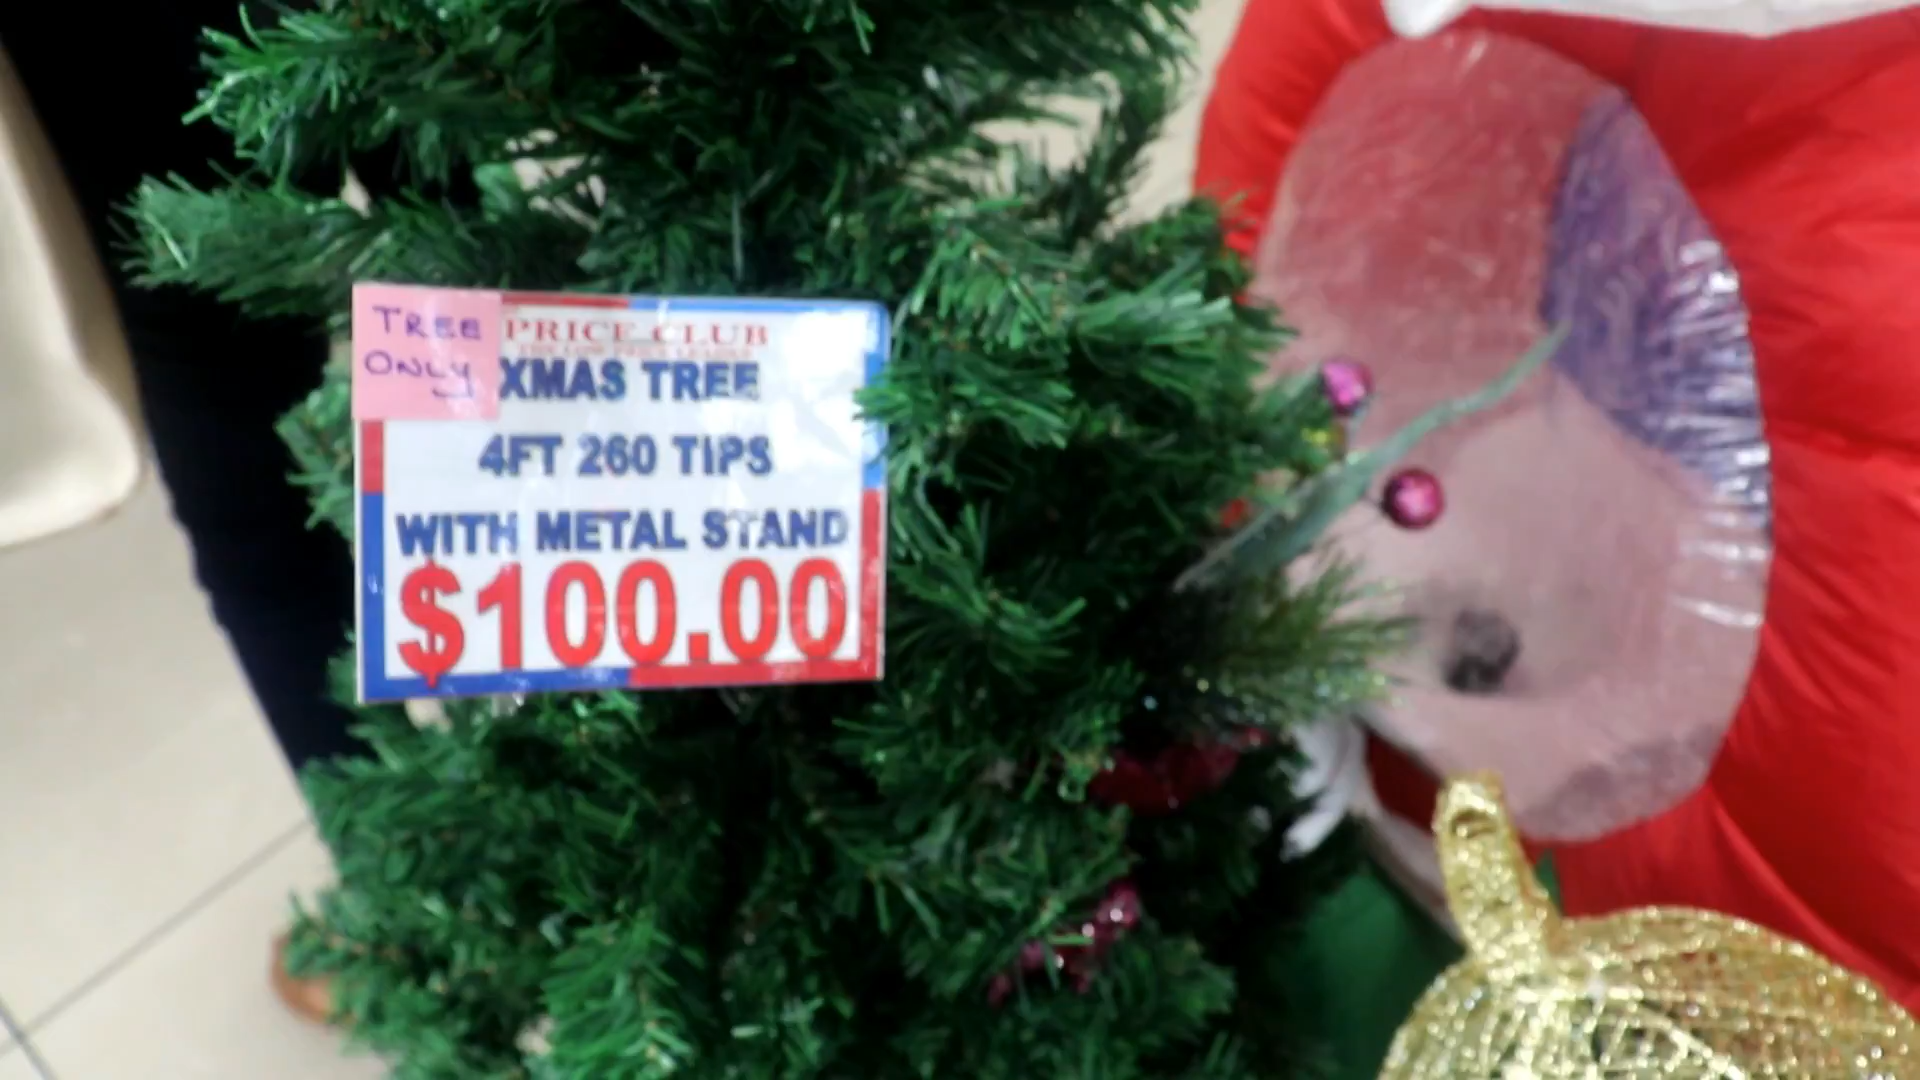 TREE
ONLY
PRICE CLUB
XMAS TREE
4FT 260 TIPS
WITH METAL STAND
$100.00